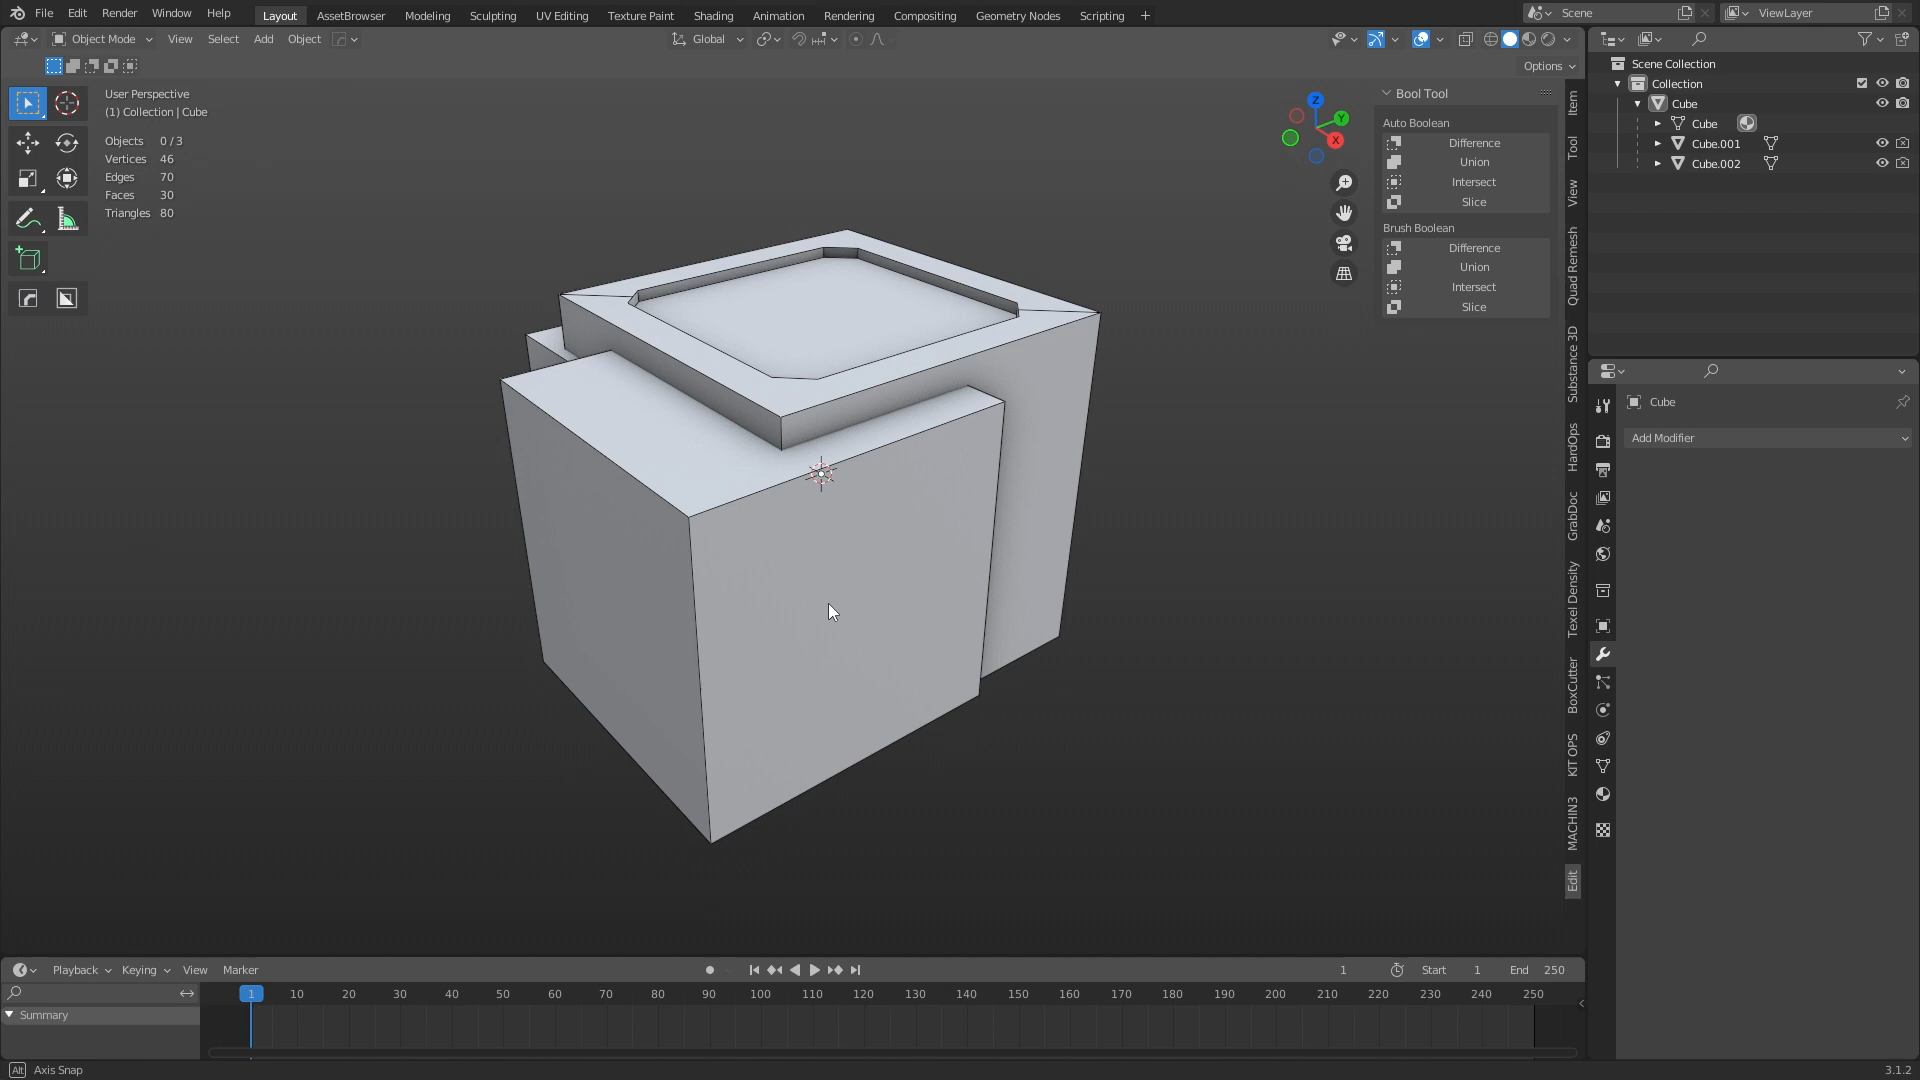 File Edit Render Window Help Layout AssetBrowser Modeling Sculpting UV Editing Texture Paint Shading Animation Rendering Compositing Geometry Nodes Scripting + Scene ViewLayer
Object Mode View Select Add Object Global
Options
User Perspective
(1) Collection | Cube
Objects 0 / 3
Vertices 46
Edges 70
Faces 30
Triangles 80
Z
Y
X
Bool Tool
Auto Boolean
Difference
Union
Intersect
Slice
Brush Boolean
Difference
Union
Intersect
Slice
Item
Tool
View
Quad Remesh
Substance 3D
HardOps
GrabDoc
Texel Density
BoxCutter
KIT OPS
MACHIN3
Edit
Scene Collection
Collection
Cube
Cube
Cube.001
Cube.002
Cube
Add Modifier
Playback Keying View Marker 1 Start 1 End 250
1 10 20 30 40 50 60 70 80 90 100 110 120 130 140 150 160 170 180 190 200 210 220 230 240 250
Summary
Alt Axis Snap 3.1.2